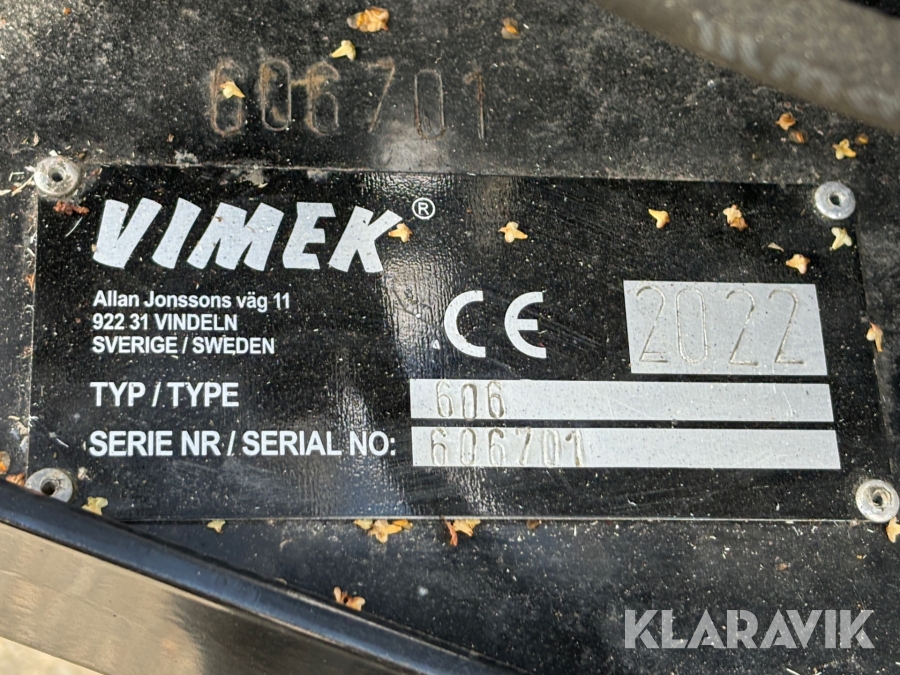 606701
VIMEK®
Allan Jonssons väg 11
922 31 VINDELN
SVERIGE / SWEDEN
CE
2022
TYP / TYPE
606
SERIE NR / SERIAL NO:
606701
KLARAVIK